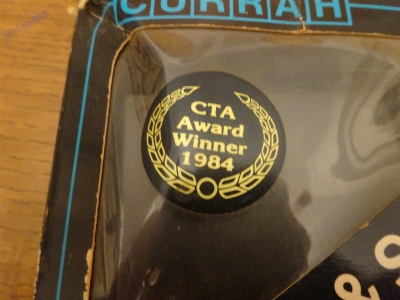 CURRAH
CTA
Award
Winner
1984
&